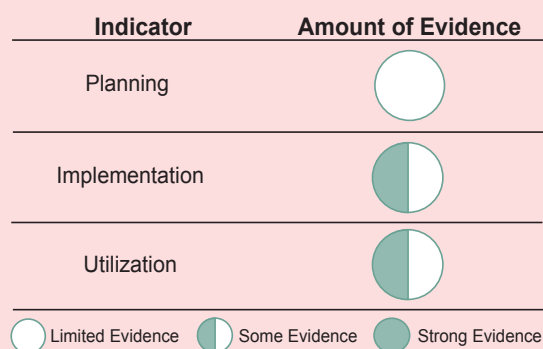 Indicator Amount of Evidence
Planning
Implementation
Utilization
Limited Evidence Some Evidence Strong Evidence